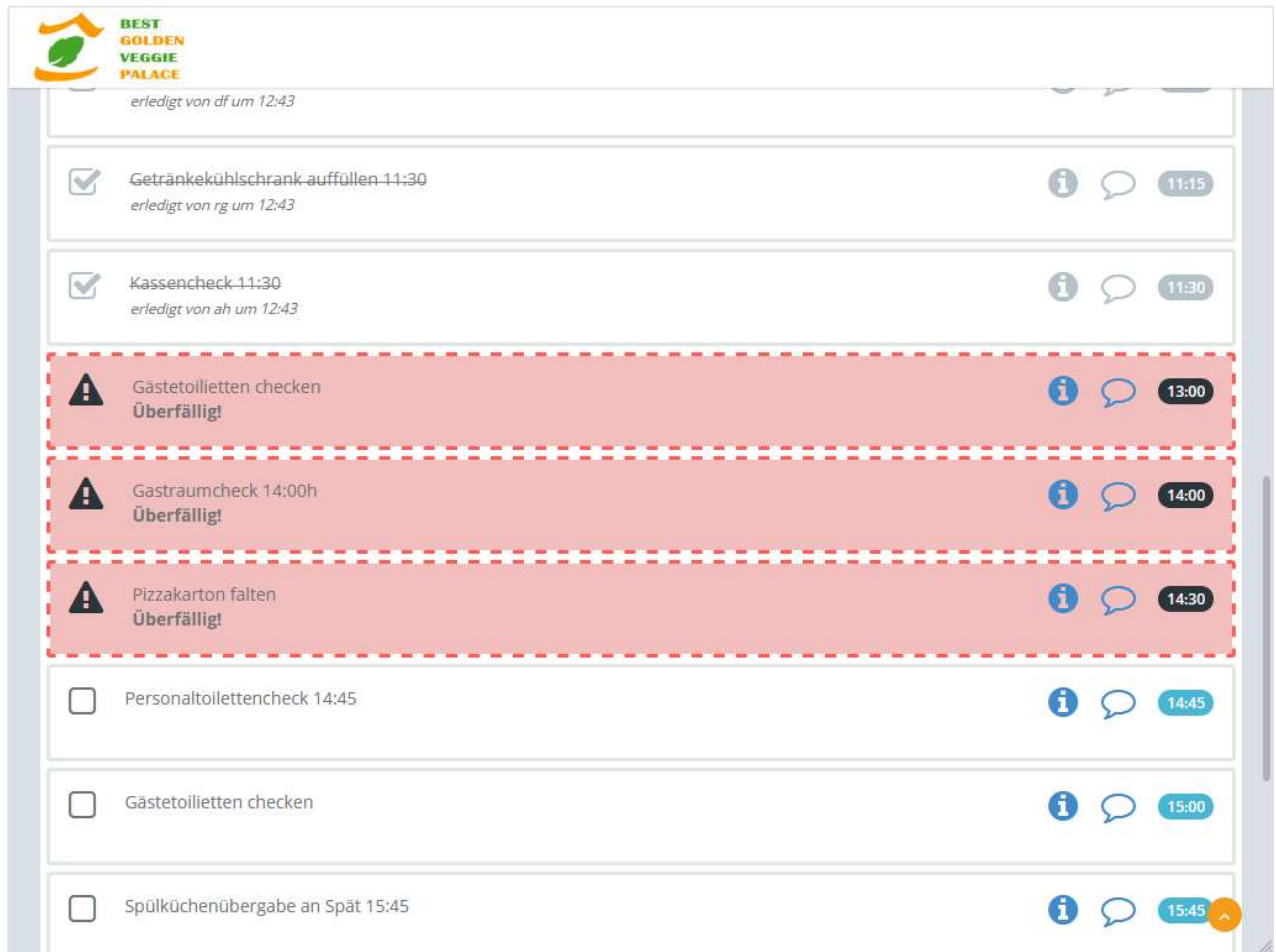 BEST
GOLDEN
VEGGIE
PALACE
erledigt von df um 12:43
Getränkekühlschrank auffüllen 11:30
erledigt von rg um 12:43
11:15
Kassencheck 11:30
erledigt von ah um 12:43
11:30
Gästetoilietten checken
Überfällig!
13:00
Gastraumcheck 14:00h
Überfällig!
14:00
Pizzakarton falten
Überfällig!
14:30
Personaltoilettencheck 14:45
14:45
Gästetoilietten checken
15:00
Spülküchenübergabe an Spät 15:45
15:45